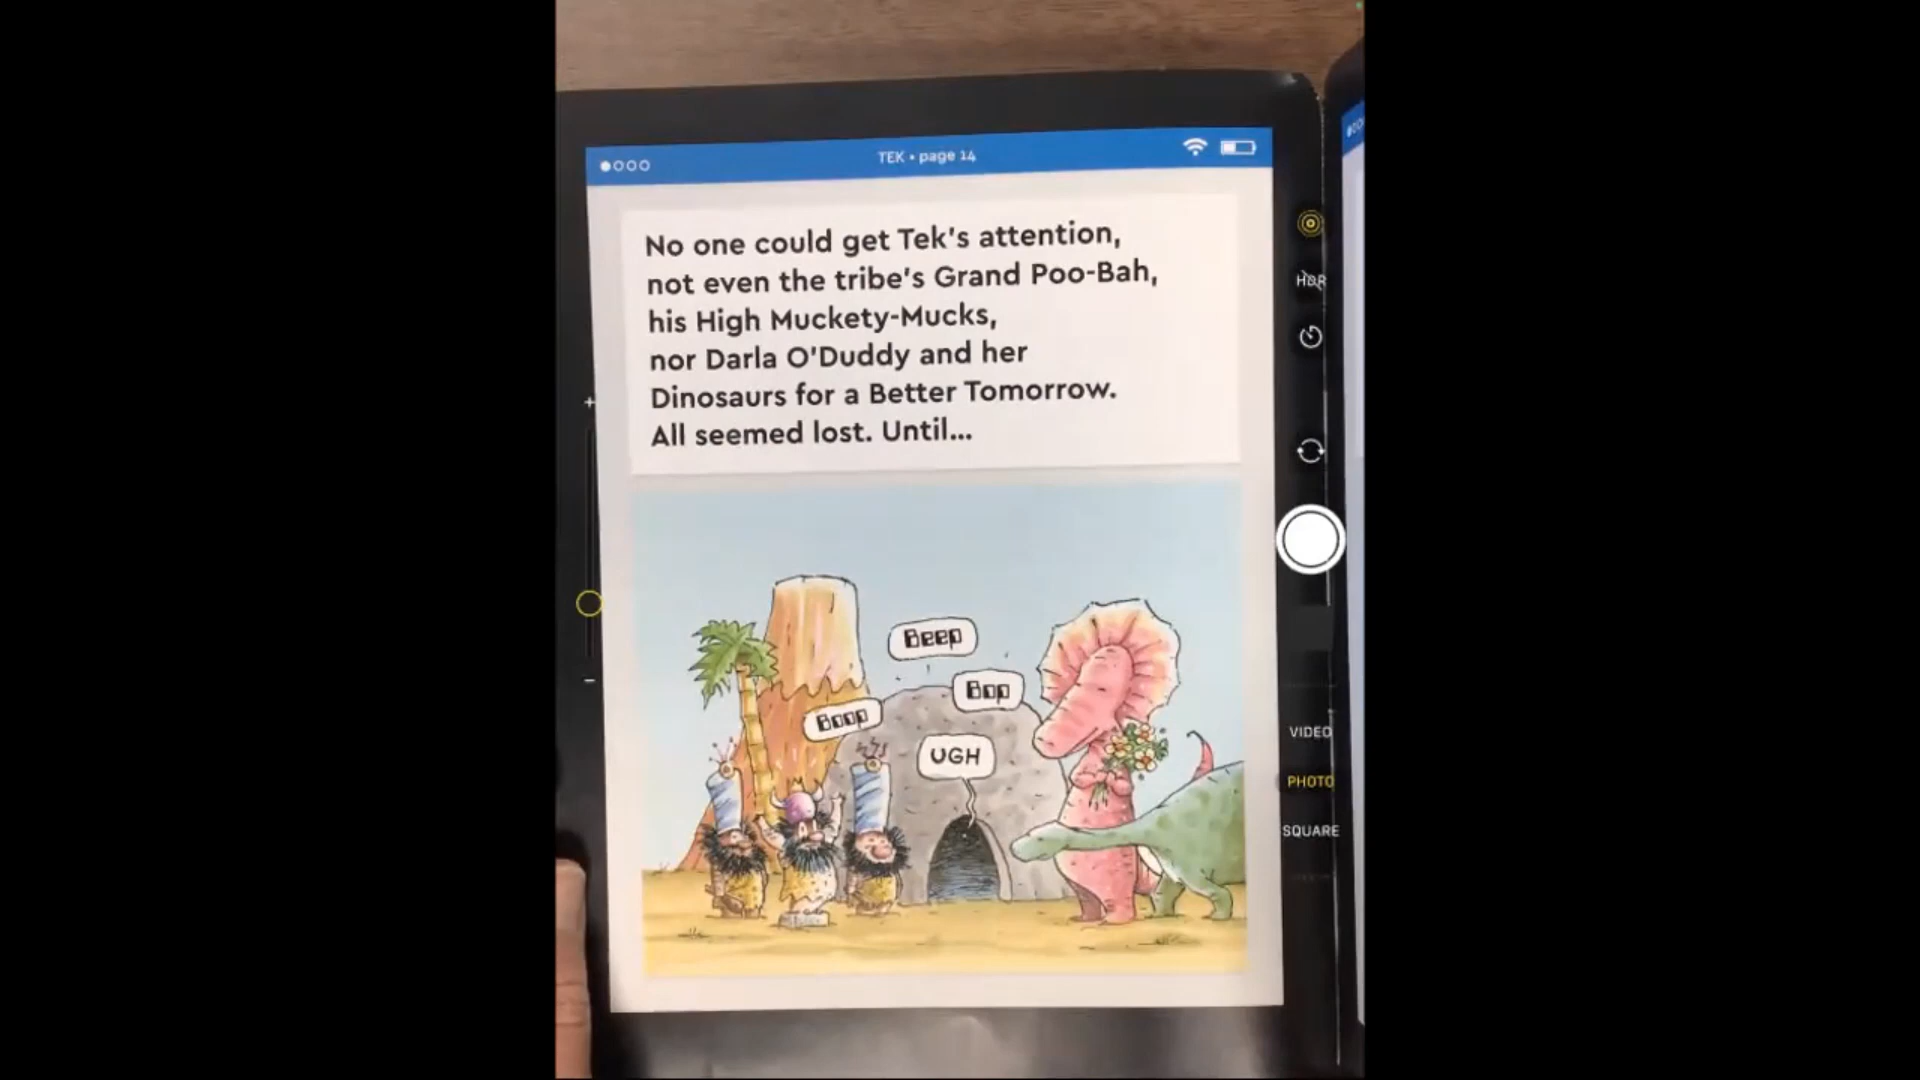 TEK • page 14
No one could get Tek's attention,
not even the tribe's Grand Poo-Bah,
his High Muckety-Mucks,
nor Darla O'Duddy and her
Dinosaurs for a Better Tomorrow.
All seemed lost. Until...
Beep
Bop
Boop
UGH
HDR
VIDEO
PHOTO
SQUARE